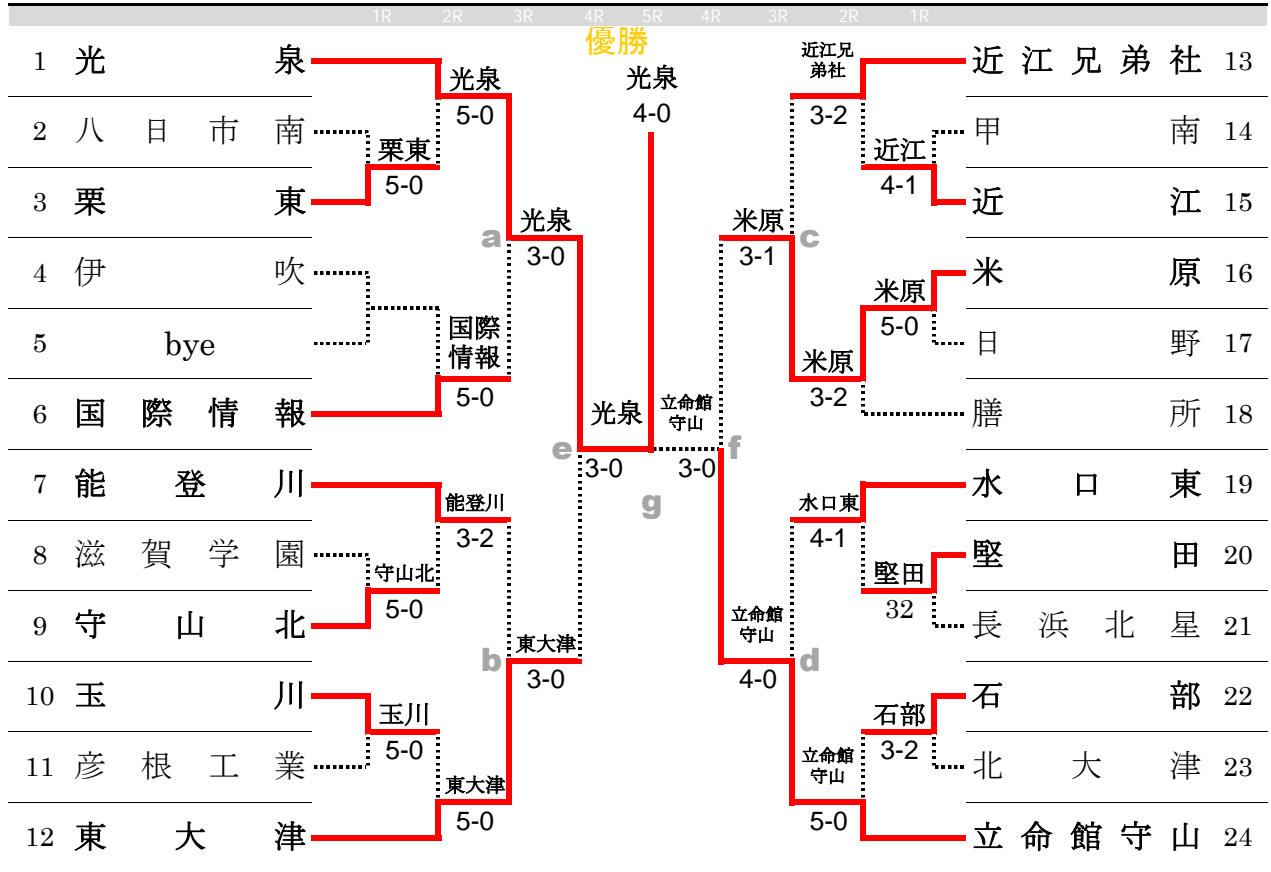 1R 2R 3R 4R 5R 4R 3R 2R 1R
優勝
光泉
4-0
1 光泉
2 八日市南
3 栗東
4 伊吹
5 bye
6 国際情報
7 能登川
8 滋賀学園
9 守山北
10 玉川
11 彦根工業
12 東大津
栗東
5-0
守山北
5-0
玉川
5-0
光泉
5-0
国際
情報
5-0
能登川
3-2
東大津
5-0
a
光泉
3-0
b
東大津
3-0
e
光泉
3-0
g
立命館
守山
3-0
f
米原
3-1
c
立命館
守山
4-0
d
近江兄
弟社
3-2
米原
3-2
水口東
4-1
立命館
守山
5-0
近江
4-1
米原
5-0
堅田
32
石部
3-2
近江兄弟社 13
甲南 14
近江 15
米原 16
日野 17
膳所 18
水口東 19
堅田 20
長浜北星 21
石部 22
北大津 23
立命館守山 24